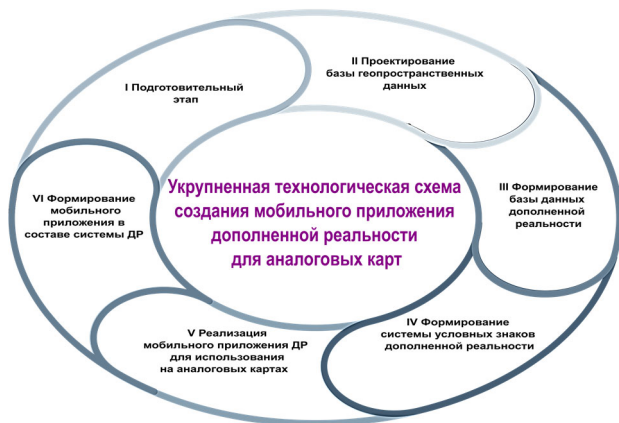 I Подготовительный
этап
II Проектирование
базы геопространственных
данных
III Формирование
базы данных
дополненной
реальности
IV Формирование
системы условных знаков
дополненной реальности
V Реализация
мобильного приложения ДР
для использования
на аналоговых картах
VI Формирование
мобильного
приложения в
составе системы ДР
Укрупненная технологическая схема
создания мобильного приложения
дополненной реальности
для аналоговых карт